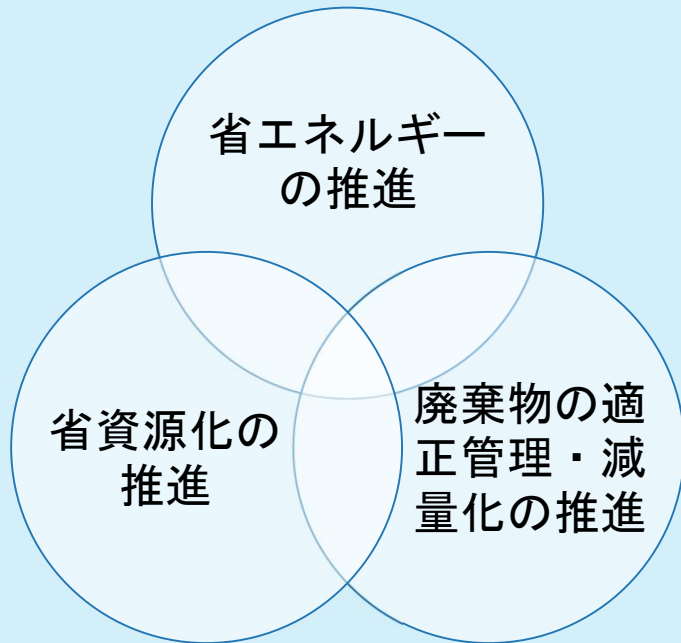 省エネルギー
の推進
省資源化の
推進
廃棄物の適
正管理・減
量化の推進